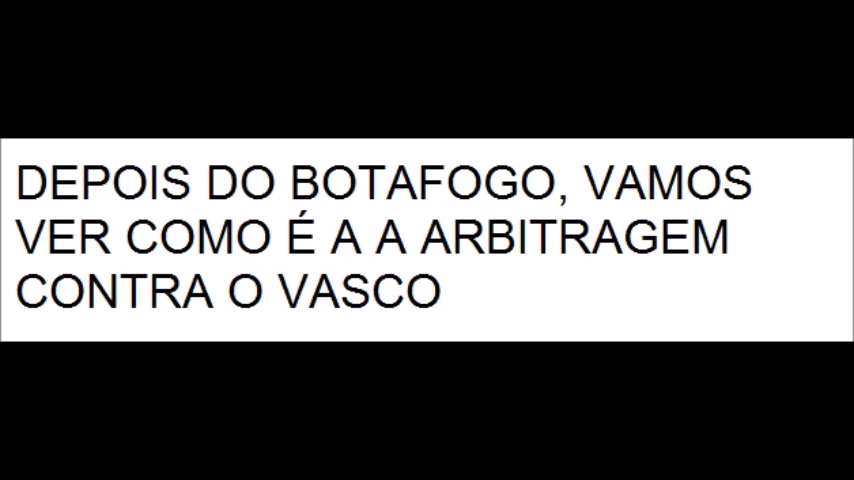 DEPOIS DO BOTAFOGO, VAMOS
VER COMO É A A ARBITRAGEM
CONTRA O VASCO